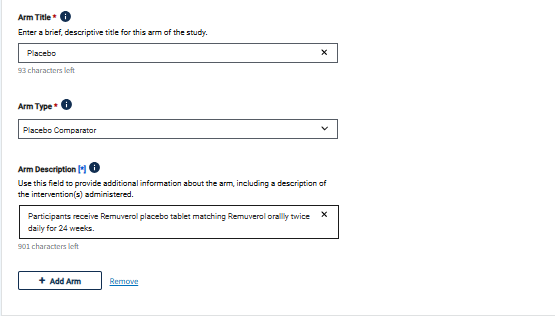 Arm Title *
Enter a brief, descriptive title for this arm of the study.
Placebo
93 characters left
Arm Type *
Placebo Comparator
Arm Description [*]
Use this field to provide additional information about the arm, including a description of
the intervention(s) administered.
Participants receive Remuverol placebo tablet matching Remuverol orally twice
daily for 24 weeks.
901 characters left
+ Add Arm Remove